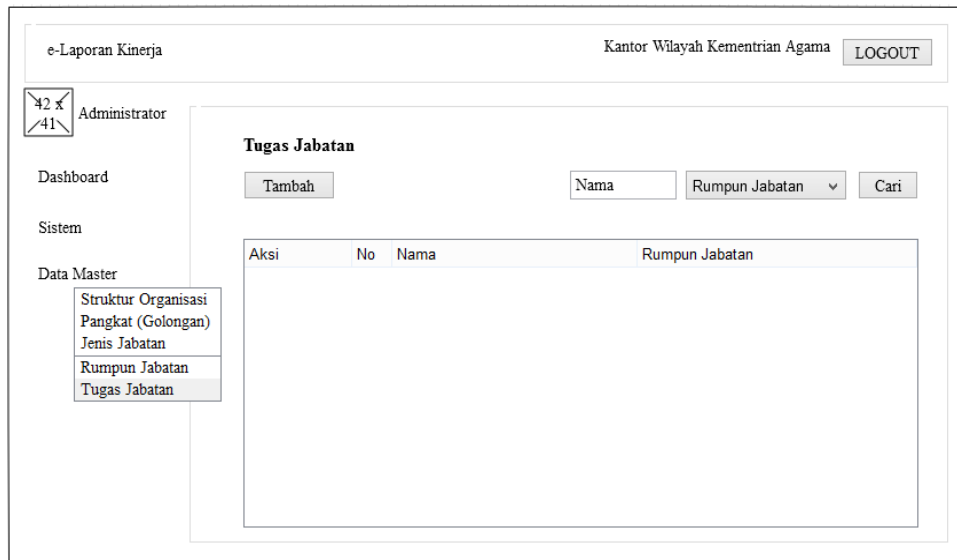 e-Laporan Kinerja
Kantor Wilayah Kementrian Agama
LOGOUT
42 x
41
Administrator
Dashboard
Sistem
Data Master
Struktur Organisasi
Pangkat (Golongan)
Jenis Jabatan
Rumpun Jabatan
Tugas Jabatan
Tugas Jabatan
Tambah
Nama
Rumpun Jabatan
Cari
Aksi No Nama Rumpun Jabatan